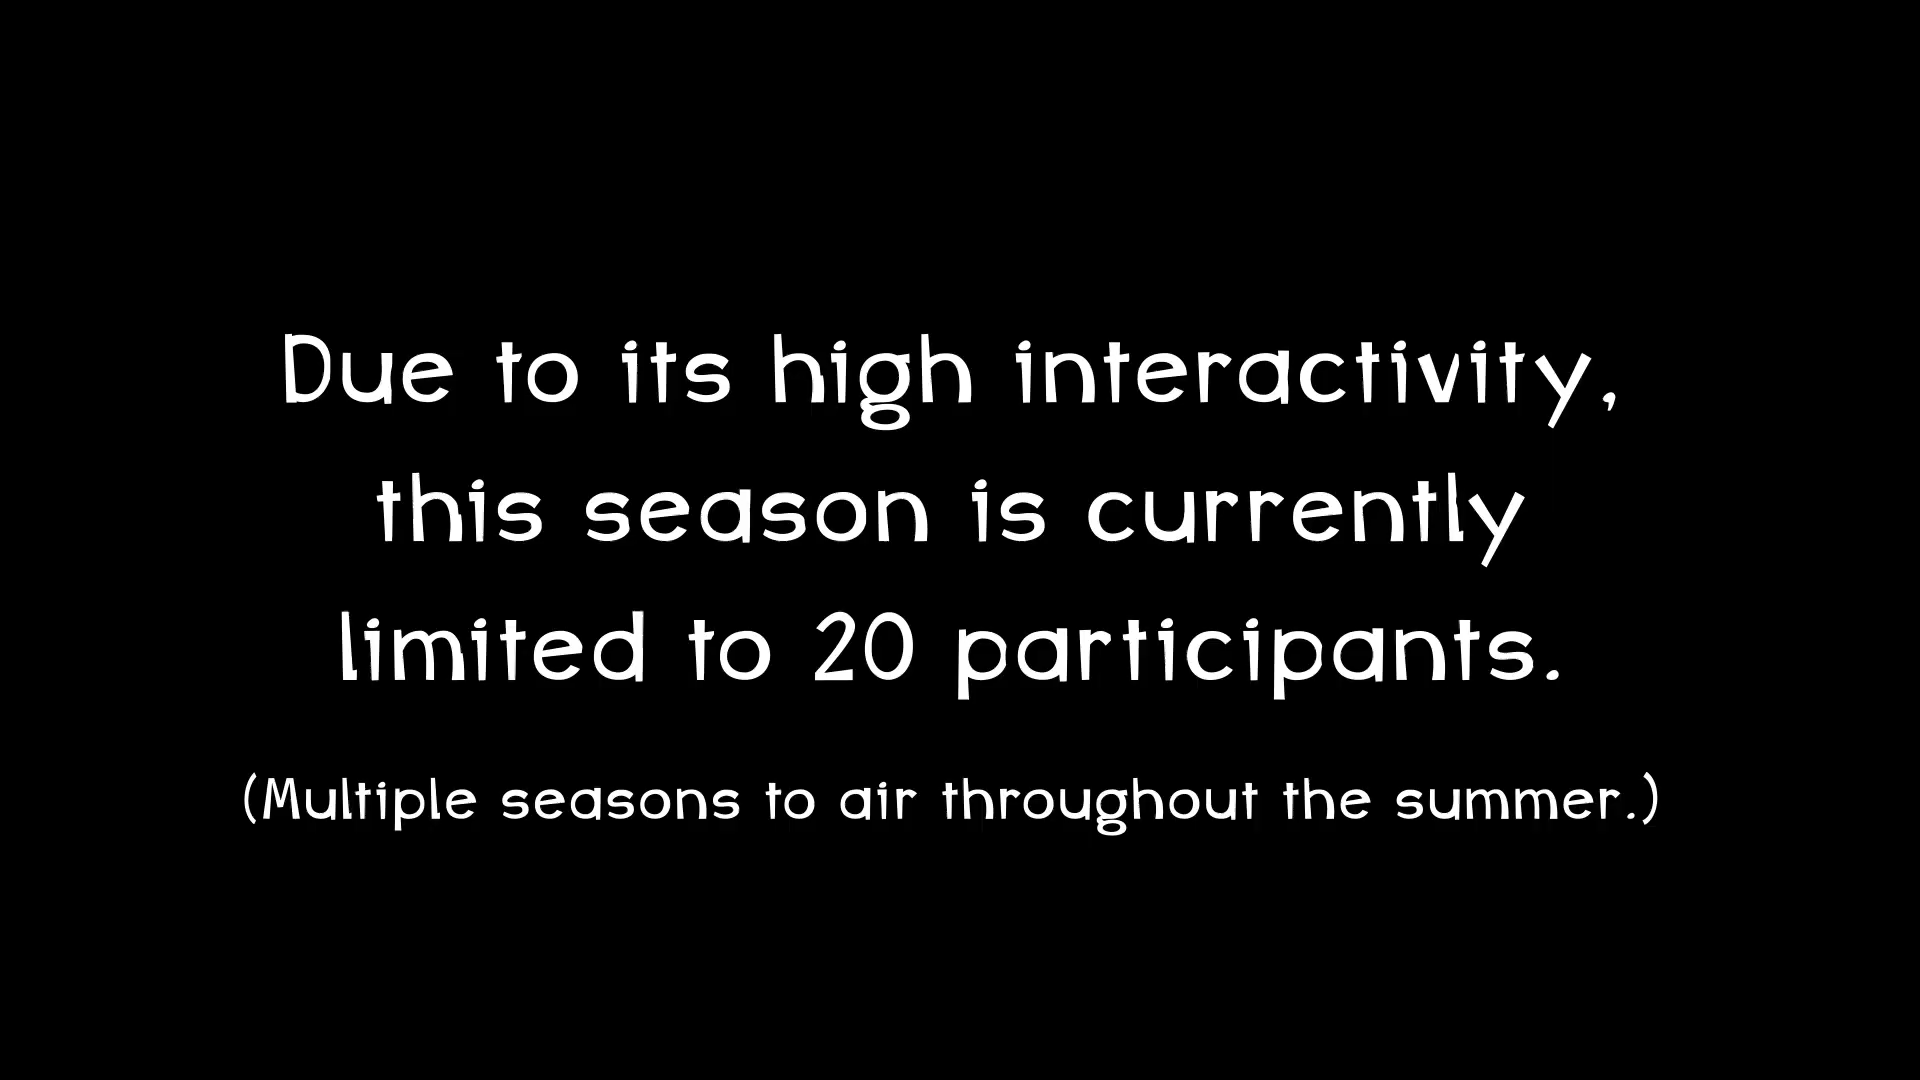 Due to its high interactivity,
this season is currently
limited to 20 participants.
(Multiple seasons to air throughout the summer.)